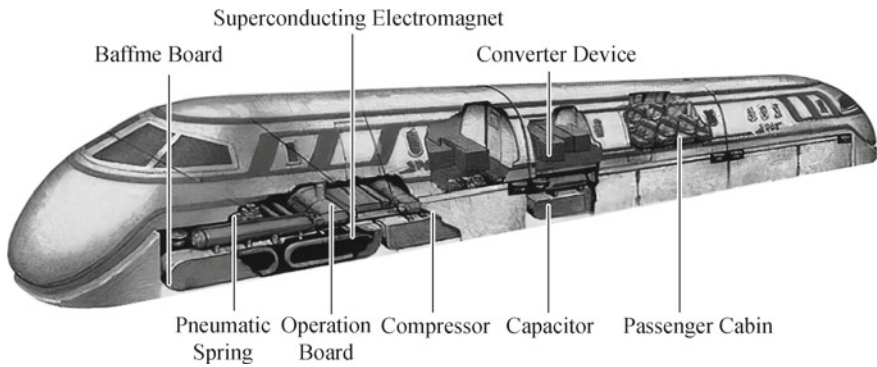 Superconducting Electromagnet
Baffme Board
Converter Device
Pneumatic
Spring
Operation
Board
Compressor
Capacitor
Passenger Cabin